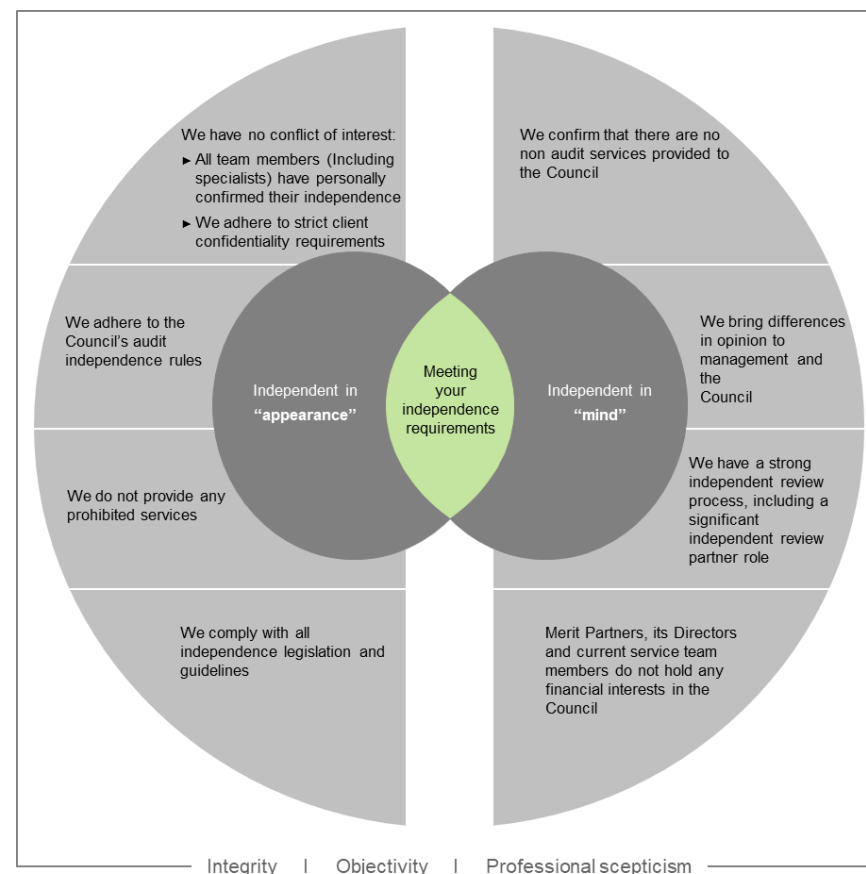 We have no conflict of interest:
► All team members (Including
specialists) have personally
confirmed their independence
► We adhere to strict client
confidentiality requirements
We adhere to the
Council's audit
independence rules
We do not provide any
prohibited services
We comply with all
independence legislation and
guidelines
Independent in
“appearance”
Meeting
your
independence
requirements
Independent in
“mind”
We confirm that there are no
non audit services provided to
the Council
We bring differences
in opinion to
management and
the
Council
We have a strong
independent review
process, including a
significant
independent review
partner role
Merit Partners, its Directors
and current service team
members do not hold any
financial interests in the
Council
Integrity I Objectivity I Professional scepticism